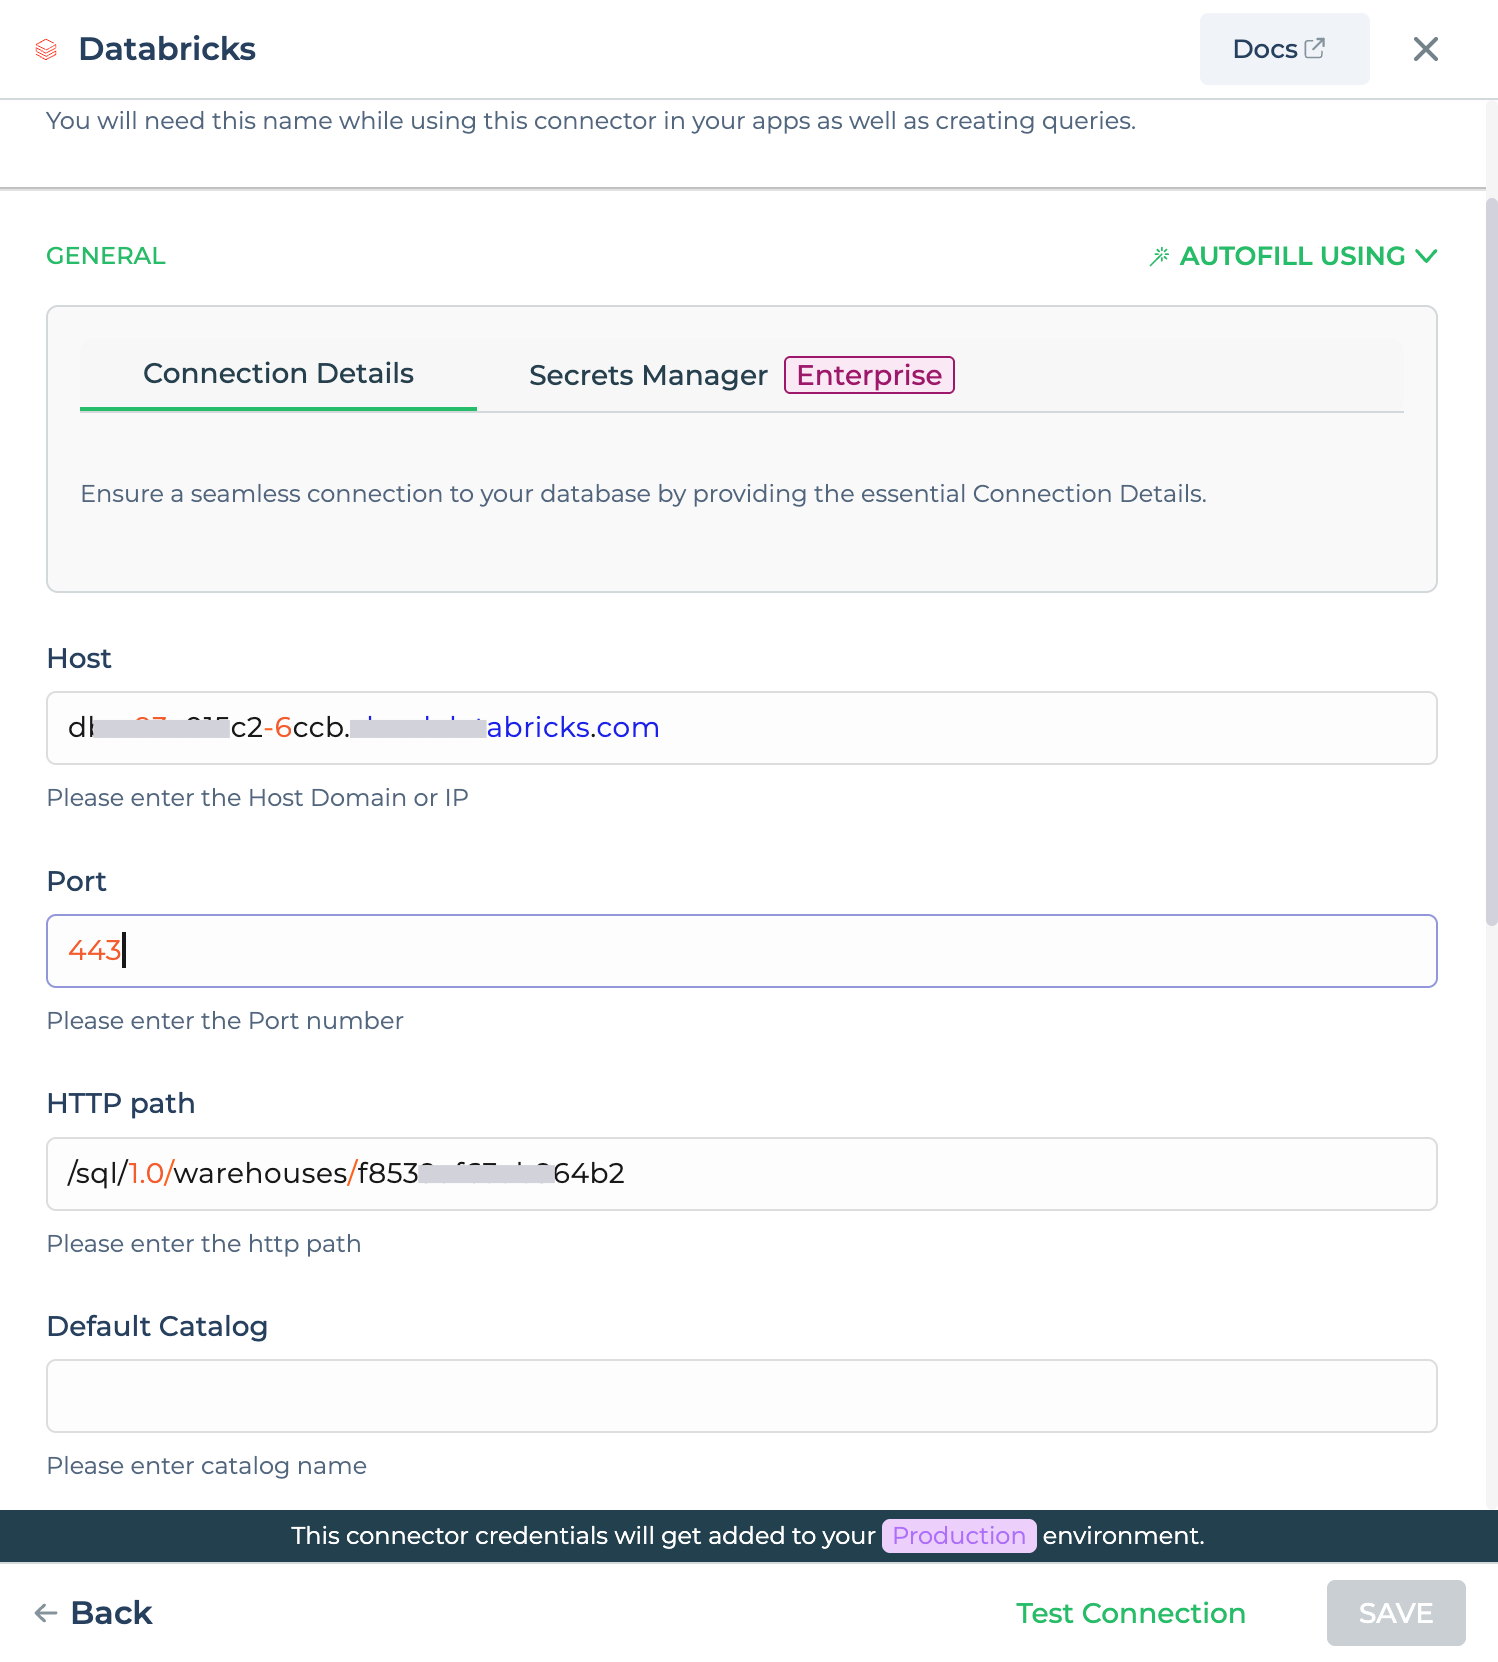 Databricks
Docs
You will need this name while using this connector in your apps as well as creating queries.
GENERAL
AUTOFILL USING
Connection Details
Secrets Manager Enterprise
Ensure a seamless connection to your database by providing the essential Connection Details.
Host
c2-6ccb. abricks.com
Please enter the Host Domain or IP
Port
443
Please enter the Port number
HTTP path
/sql/1.0/warehouses/f853 64b2
Please enter the http path
Default Catalog
Please enter catalog name
This connector credentials will get added to your Production environment.
Back
Test Connection
SAVE